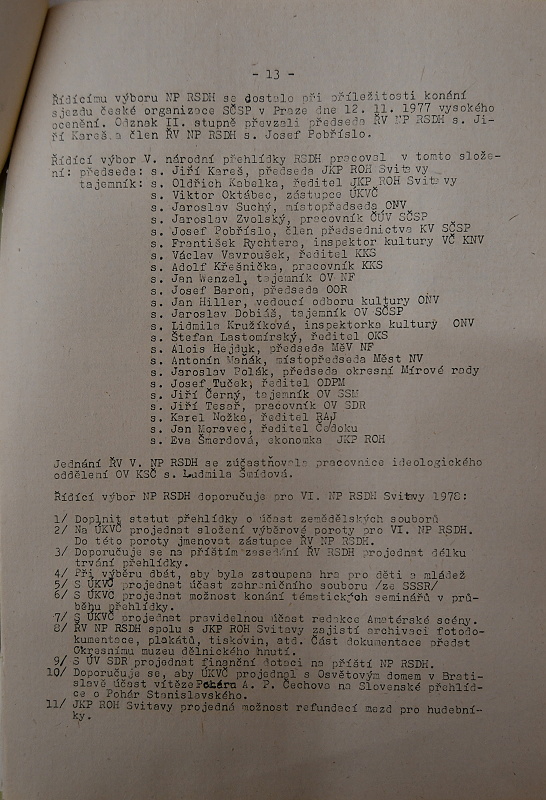 - 13 -
Řídícímu výboru NP RSDH se dostalo při příležitosti konání
sjezdu české organizace SČSP v Praze dne 12. 11. 1977 vysokého
ocenění. Odznak II. stupně převzali předseda ŘV NP RSDH s. Ji-
ří Kareš a člen ŘV NP RSDH s. Josef Pobříslo.
Řídící výbor V. národní přehlídky RSDH pracoval v tomto slože-
ní: předseda: s. Jiří Kareš, předseda JKP ROH Svitavy
tajemník: s. Oldřich Kabelka, ředitel JKP ROH Svitavy
s. Viktor Oktábec, zástupce ÚKVČ
s. Jaroslav Suchý, místopředseda ONV
s. Jaroslav Zvolský, pracovník ČÚV SČSP
s. Josef Pobříslo, člen předsednictva KV SČSP
s. František Rychtera, inspektor kultury VČ KNV
s. Václav Vavroušek, ředitel KKS
s. Adolf Křešnička, pracovník KKS
s. Jan Wenzel, tajemník OV NF
s. Josef Baron, předseda OOR
s. Jan Hiller, vedoucí odboru kultury ONV
s. Jaroslav Dobiáš, tajemník OV SČSP
s. Lidmila Kružíková, inspektorka kultury ONV
s. Štefan Lastomírský, ředitel OKS
s. Alois Hejduk, předseda MěV NF
s. Antonín Maňák, místopředseda Měst NV
s. Jaroslav Polák, předseda okresní Mírové rady
s. Josef Tuček, ředitel ODPM
s. Jiří Černý, tajemník OV SSM
s. Jiří Tesař, pracovník OV SDR
s. Karel Nožka, ředitel RAJ
s. Jan Moravec, ředitel Čedoku
s. Eva Šmerdová, ekonomka JKP ROH
Jednání ŘV V. NP RSDH se zúčastňovala pracovnice ideologického
oddělení OV KSČ s. Ludmila Šmídová.
Řídící výbor NP RSDH doporučuje pro VI. NP RSDH Svitavy 1978:
1/ Doplnit statut přehlídky o účast zemědělských souborů
2/ Na ÚKVČ projednat složení výběrové poroty pro VI. NP RSDH.
Do této poroty jmenovat zástupce ŘV NP RSDH.
3/ Doporučuje se na příštím zasedání ŘV RSDH projednat délku
trvání přehlídky.
4/ Při výběru dbát, aby byla zastoupena hra pro děti a mládež
5/ S ÚKVČ projednat účast zahraničního souboru /ze SSSR/
6/ S ÚKVČ projednat možnost konání tématických seminářů v prů-
běhu přehlídky.
7/ S ÚKVČ projednat pravidelnou účast redakce Amatérské scény.
8/ ŘV NP RSDH spolu s JKP ROH Svitavy zajistí archivaci fotodo-
kumentace, plakátů, tiskovin, atd. Část dokumentace předat
Okresnímu muzeu dělnického hnutí.
9/ S ÚV SDR projednat finanční dotaci na příští NP RSDH.
10/ Doporučuje se, aby ÚKVČ projednal s Osvětovým domem v Brati-
slavě účast vítěze Poháru A. P. Čechova na Slovenské přehlíd-
ce o Pohár Stanislavského.
11/ JKP ROH Svitavy projedná možnost refundací mezd pro hudební-
ky.